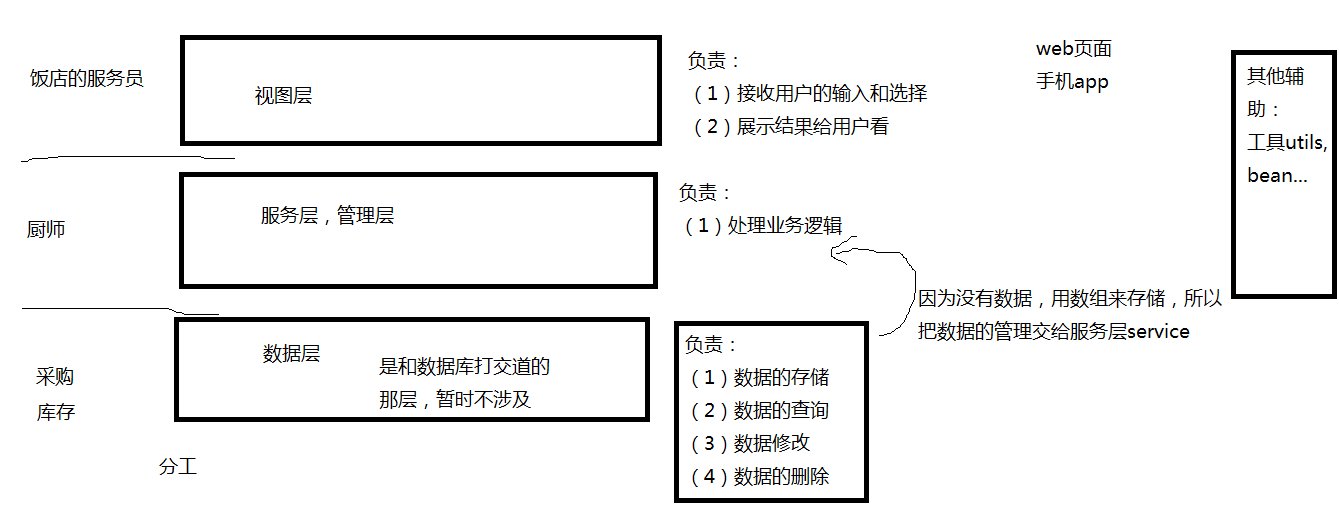 饭店的服务员
视图层
负责：
（1）接收用户的输入和选择
（2）展示结果给用户看
web页面
手机app
其他辅
助：
工具utils,
bean...
厨师
服务层，管理层
负责：
（1）处理业务逻辑
因为没有数据，用数组来存储，所以
把数据的管理交给服务层service
采购
库存
数据层
是和数据库打交道的
那层，暂时不涉及
负责：
（1）数据的存储
（2）数据的查询
（3）数据修改
（4）数据的删除
分工